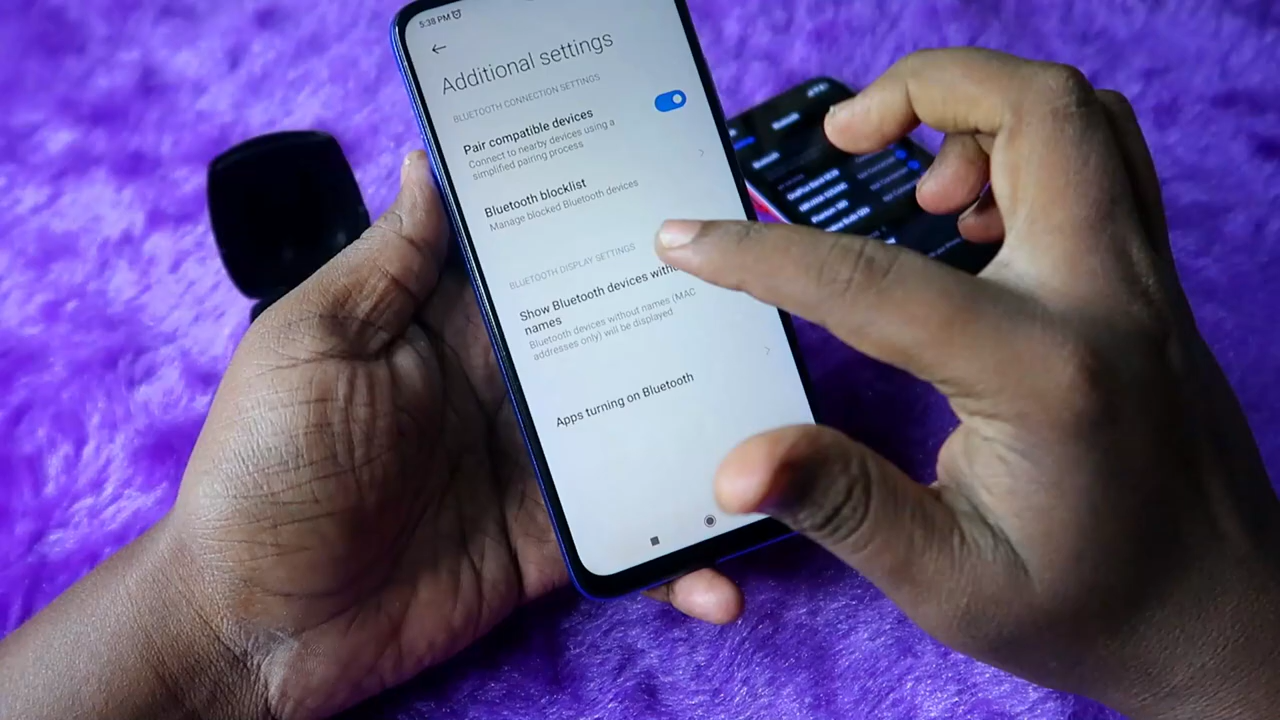 5:38 PM
Additional settings
BLUETOOTH CONNECTION SETTINGS
Pair compatible devices
Connect to nearby devices using a
simplified pairing process
Bluetooth blocklist
Manage blocked Bluetooth devices
BLUETOOTH DISPLAY SETTINGS
Show Bluetooth devices
names
Bluetooth devices without names (MAC
addresses only) will be displayed
Apps turning on Bluetooth
Bluetooth
Bluetooth